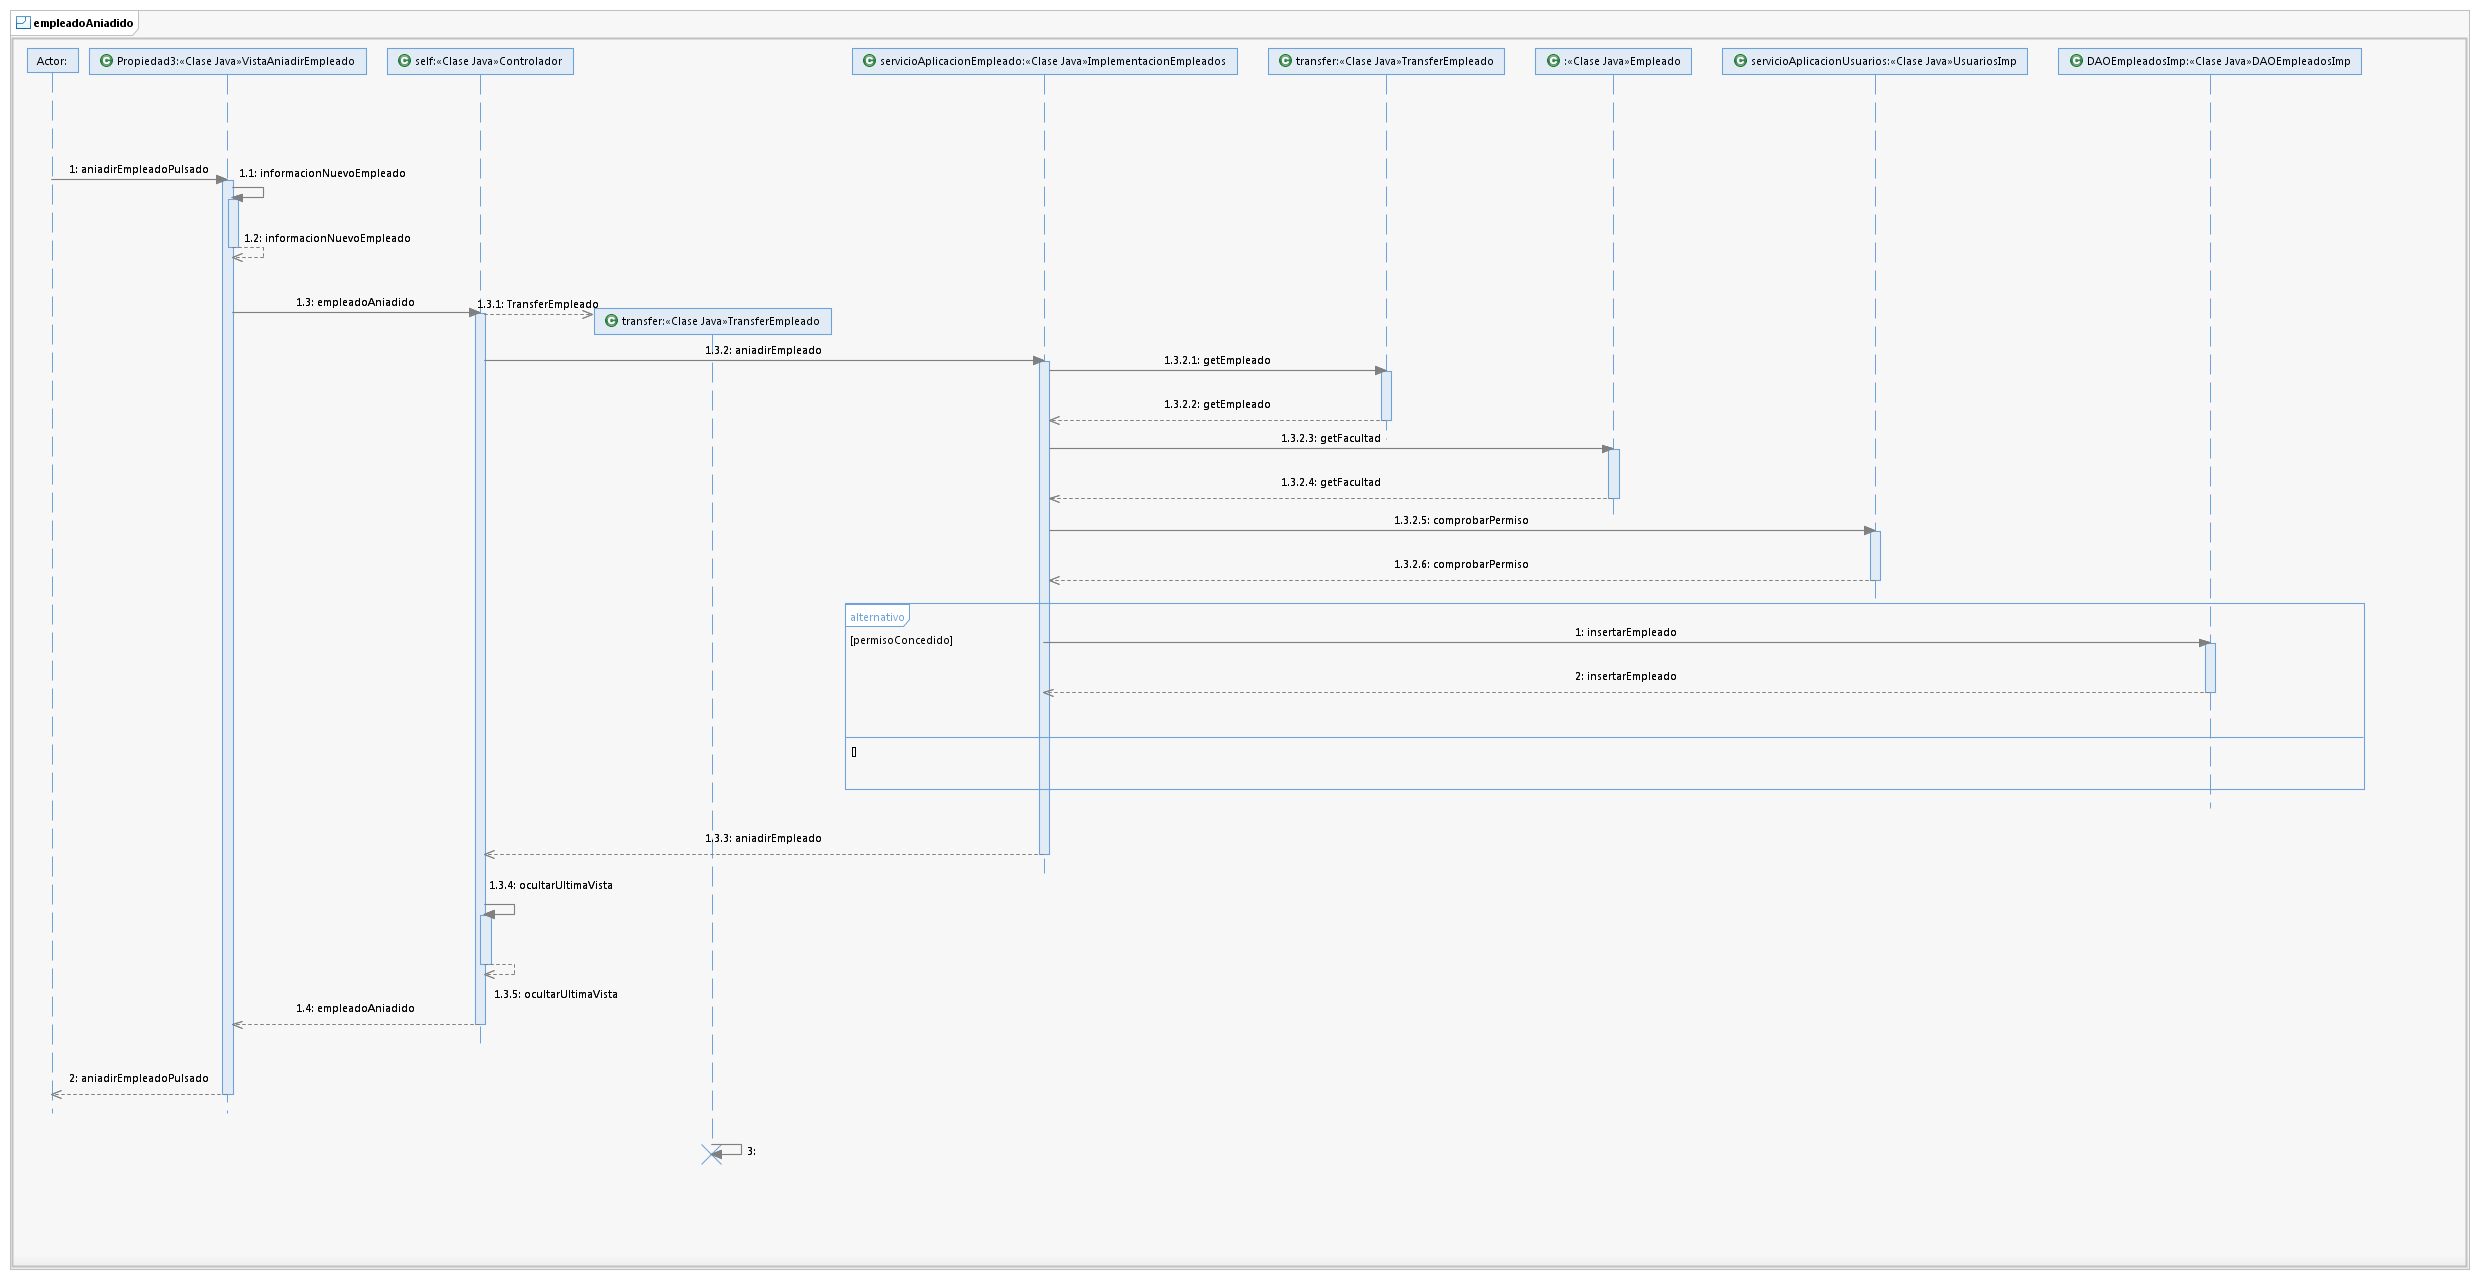 empleadoAniadido
Actor:
C Propiedad3:«Clase Java»VistaAniadirEmpleado
C self:«Clase Java»Controlador
C servicioAplicacionEmpleado:«Clase Java»ImplementacionEmpleados
C transfer:«Clase Java»TransferEmpleado
C :«Clase Java»Empleado
C servicioAplicacionUsuarios:«Clase Java»UsuariosImp
C DAOEmpleadosImp:«Clase Java»DAOEmpleadosImp
1: aniadirEmpleadoPulsado
1.1: informacionNuevoEmpleado
1.2: informacionNuevoEmpleado
1.3: empleadoAniadido
1.3.1: TransferEmpleado
C transfer:«Clase Java»TransferEmpleado
1.3.2: aniadirEmpleado
1.3.2.1: getEmpleado
1.3.2.2: getEmpleado
1.3.2.3: getFacultad
1.3.2.4: getFacultad
1.3.2.5: comprobarPermiso
1.3.2.6: comprobarPermiso
alternativo
[permisoConcedido]
1: insertarEmpleado
2: insertarEmpleado
[]
1.3.3: aniadirEmpleado
1.3.4: ocultarUltimaVista
1.3.5: ocultarUltimaVista
1.4: empleadoAniadido
2: aniadirEmpleadoPulsado
3: